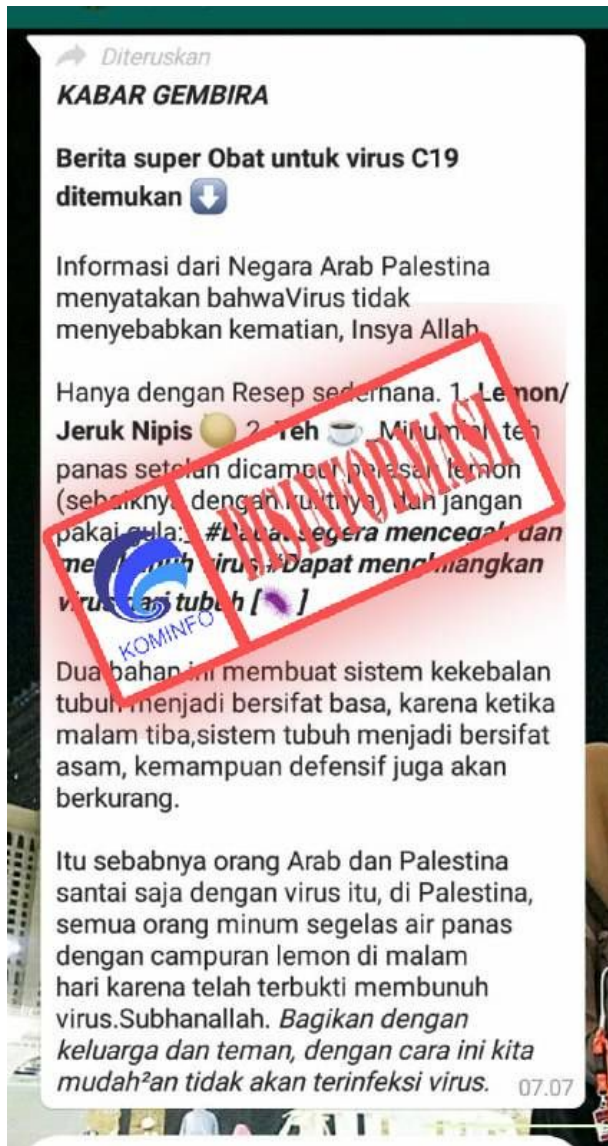 Diteruskan
KABAR GEMBIRA
Berita super Obat untuk virus C19
ditemukan
Informasi dari Negara Arab Palestina
menyatakan bahwaVirus tidak
menyebabkan kematian, Insya Allah
Hanya dengan Resep sederhana. 1. Lemon/
Jeruk Nipis 2. Teh _Minumlah teh
panas setelah dicampur perasan lemon
(sebaiknya dengan kulitnya) dan jangan
pakai gula:_ #Dapat segera mencegah dan
membunuh virus #Dapat menghilangkan
virus dari tubuh [ ]
KOMINFO
DISINFORMASI
Dua bahan ini membuat sistem kekebalan
tubuh menjadi bersifat basa, karena ketika
malam tiba,sistem tubuh menjadi bersifat
asam, kemampuan defensif juga akan
berkurang.
Itu sebabnya orang Arab dan Palestina
santai saja dengan virus itu, di Palestina,
semua orang minum segelas air panas
dengan campuran lemon di malam
hari karena telah terbukti membunuh
virus.Subhanallah. Bagikan dengan
keluarga dan teman, dengan cara ini kita
mudah²an tidak akan terinfeksi virus.
07.07